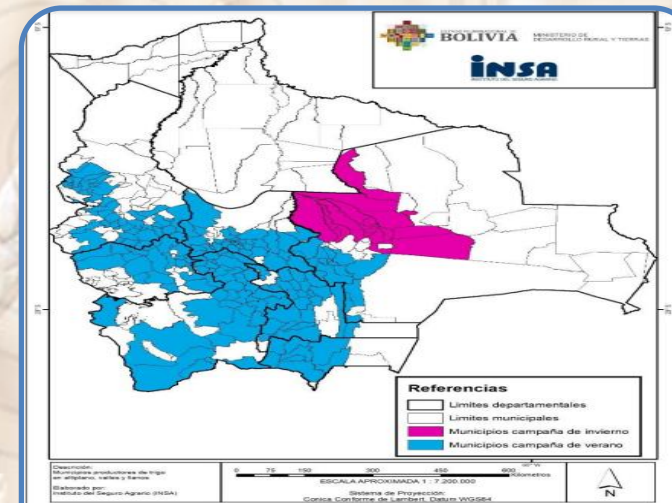 BOLIVIA
MINISTERIO DE
DESARROLLO RURAL Y TIERRAS
INSA
INSTITUTO DEL SEGURO AGRARIO
Referencias
Limites departamentales
Limites municipales
Municipios campaña de invierno
Municipios campaña de verano
Descripción:
Municipios productores de trigo
en altiplano, valles y llanos
Elaborado por:
Instituto del Seguro Agrario (INSA)
0 75 150 300 450 600
Kilometros
ESCALA APROXIMADA 1 : 7.200.000
Sistema de Proyección:
Conica Conforme de Lambert, Datum WGS84
N